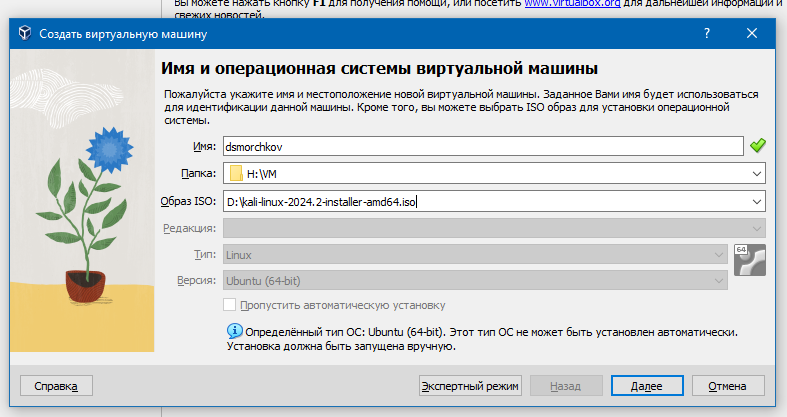 Вы можете нажать кнопку F1 для получения помощи, или посетить www.virtualbox.org для дальнейшей информации и
свежих новостей.
Создать виртуальную машину
Имя и операционная системы виртуальной машины
Пожалуйста укажите имя и местоположение новой виртуальной машины. Заданное Вами имя будет использоваться
для идентификации данной машины. Кроме того, вы можете выбрать ISO образ для установки операционной
системы.
Имя: dsmorchkov
Папка: H:\VM
Образ ISO: D:\kali-linux-2024.2-installer-amd64.iso
Редакция:
Тип: Linux
64
Версия: Ubuntu (64-bit)
Пропустить автоматическую установку
Определённый тип ОС: Ubuntu (64-bit). Этот тип ОС не может быть установлен автоматически.
Установка должна быть запущена вручную.
Справка Экспертный режим Назад Далее Отмена